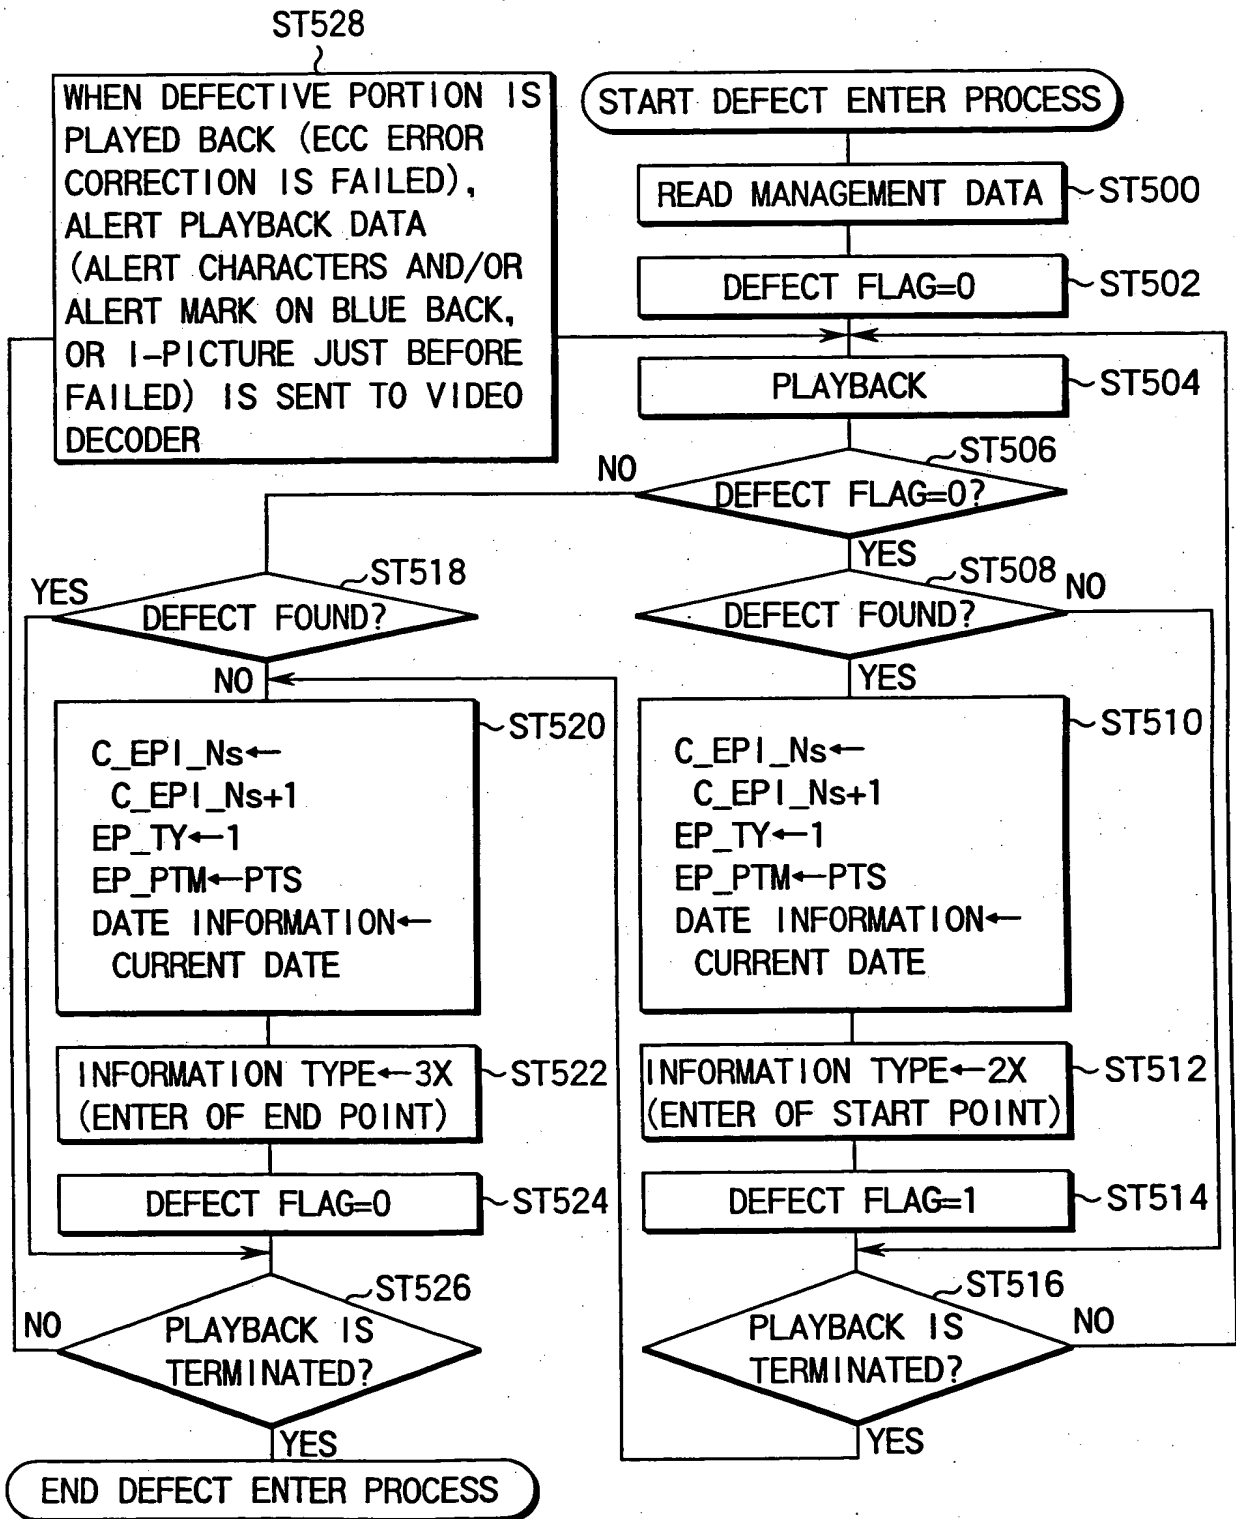 ST528
WHEN DEFECTIVE PORTION IS
PLAYED BACK (ECC ERROR
CORRECTION IS FAILED),
ALERT PLAYBACK DATA
(ALERT CHARACTERS AND/OR
ALERT MARK ON BLUE BACK,
OR I-PICTURE JUST BEFORE
FAILED) IS SENT TO VIDEO
DECODER
START DEFECT ENTER PROCESS
READ MANAGEMENT DATA
ST500
DEFECT FLAG=0
ST502
PLAYBACK
ST504
ST506
NO
DEFECT FLAG=0?
YES
ST518
YES
DEFECT FOUND?
NO
ST508
NO
DEFECT FOUND?
YES
ST520
C_EPI_Ns←
C_EPI_Ns+1
EP_TY←1
EP_PTM←PTS
DATE INFORMATION←
CURRENT DATE
ST510
C_EPI_Ns←
C_EPI_Ns+1
EP_TY←1
EP_PTM←PTS
DATE INFORMATION←
CURRENT DATE
INFORMATION TYPE←3X
(ENTER OF END POINT)
ST522
INFORMATION TYPE←2X
(ENTER OF START POINT)
ST512
DEFECT FLAG=0
ST524
DEFECT FLAG=1
ST514
ST526
NO
PLAYBACK IS
TERMINATED?
YES
ST516
NO
PLAYBACK IS
TERMINATED?
YES
END DEFECT ENTER PROCESS